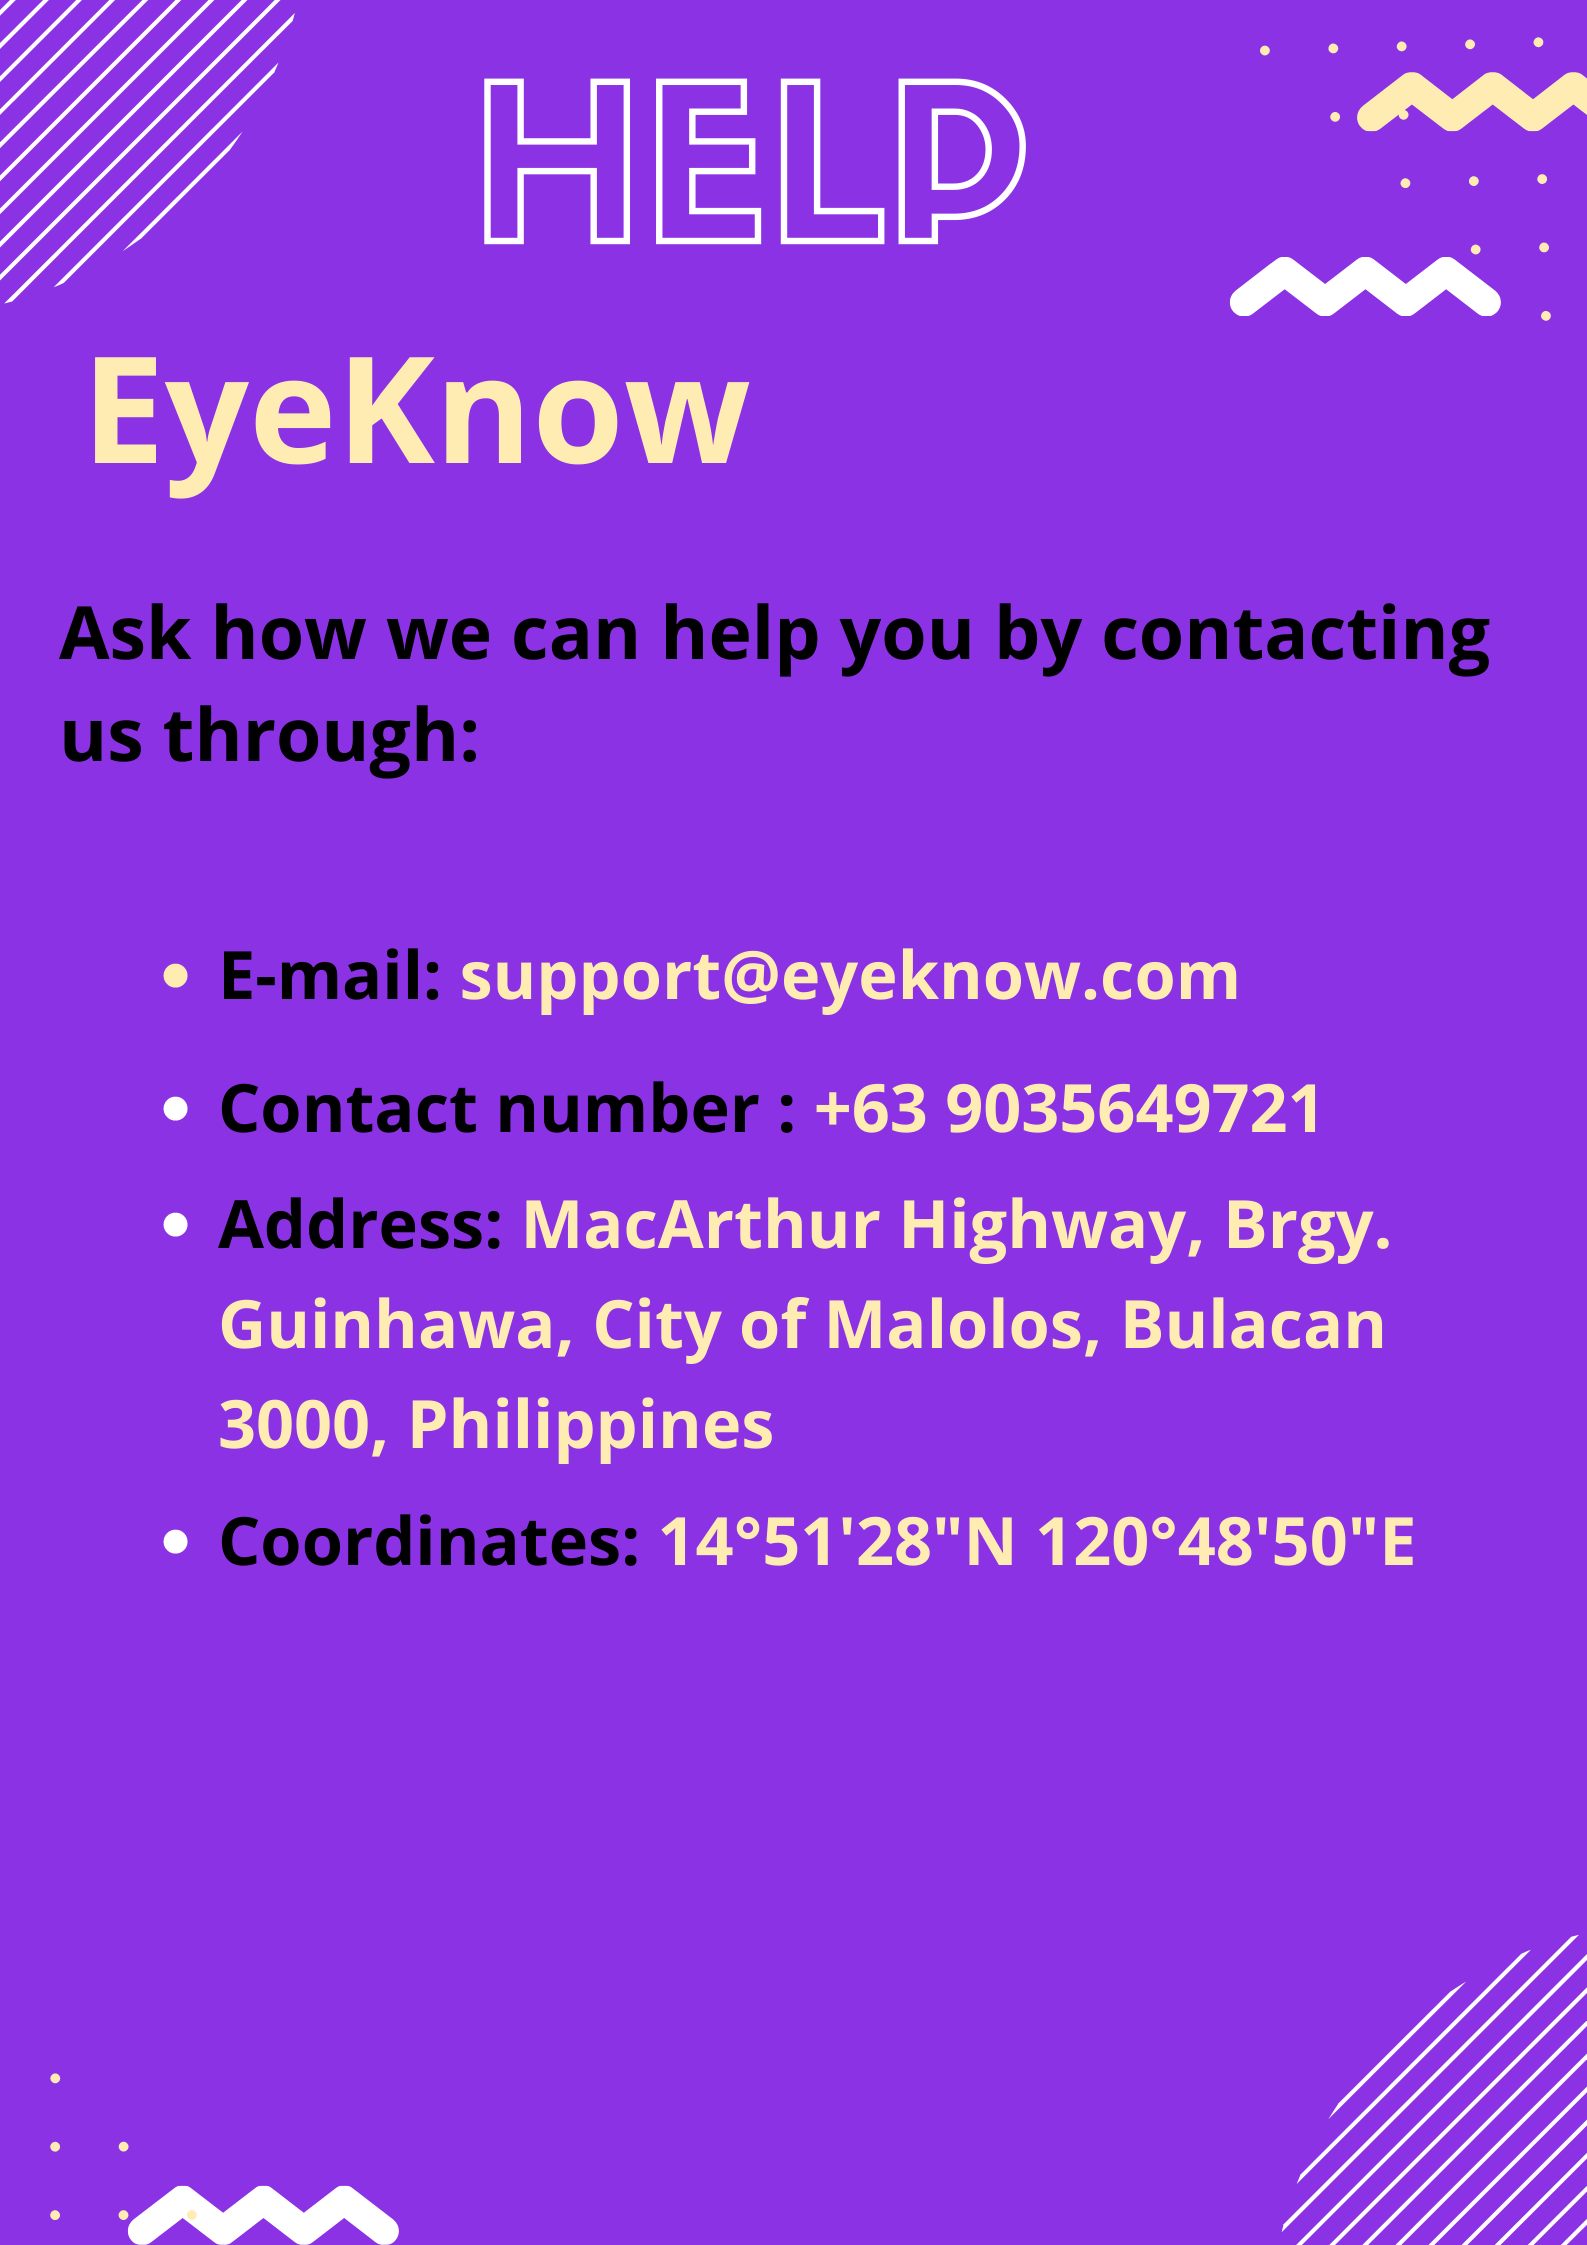 HELP
EyeKnow
Ask how we can help you by contacting
us through:
E-mail: support@eyeknow.com
Contact number : +63 9035649721
Address: MacArthur Highway, Brgy.
Guinhawa, City of Malolos, Bulacan
3000, Philippines
Coordinates: 14°51'28"N 120°48'50"E